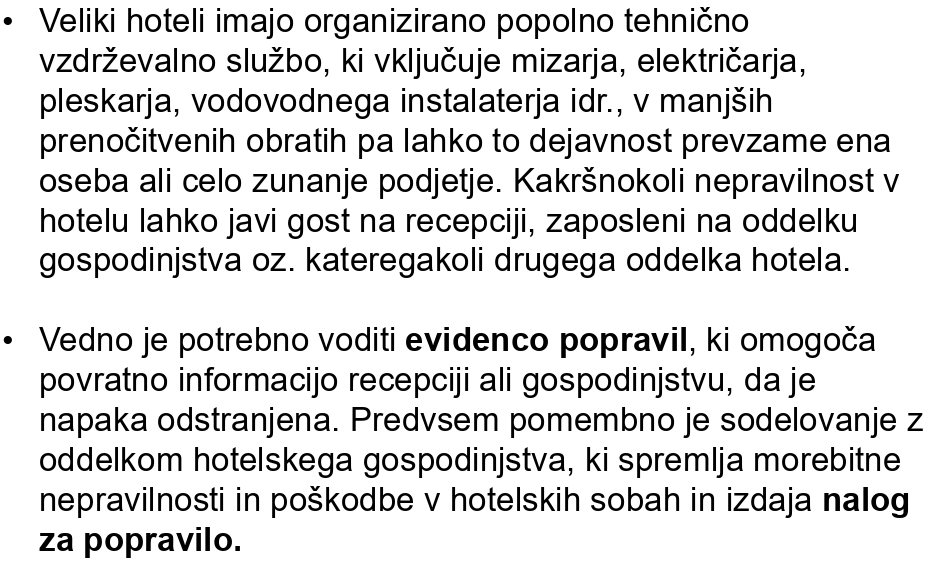 • Veliki hoteli imajo organizirano popolno tehnično
vzdrževalno službo, ki vključuje mizarja, električarja,
pleskarja, vodovodnega instalaterja idr., v manjših
prenočitvenih obratih pa lahko to dejavnost prevzame ena
oseba ali celo zunanje podjetje. Kakršnokoli nepravilnost v
hotelu lahko javi gost na recepciji, zaposleni na oddelku
gospodinjstva oz. kateregakoli drugega oddelka hotela.
• Vedno je potrebno voditi evidenco popravil, ki omogoča
povratno informacijo recepciji ali gospodinjstvu, da je
napaka odstranjena. Predvsem pomembno je sodelovanje z
oddelkom hotelskega gospodinjstva, ki spremlja morebitne
nepravilnosti in poškodbe v hotelskih sobah in izdaja nalog
za popravilo.